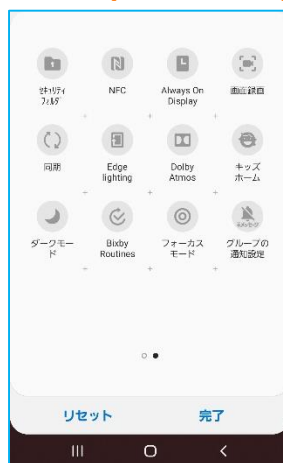 セキュリティ
フォルダ
NFC
Always On
Display
画面録画
同期
Edge
lighting
Dolby
Atmos
キッズ
ホーム
ダークモー
ド
Bixby
Routines
フォーカス
モード
グループの
通知設定
リセット
完了